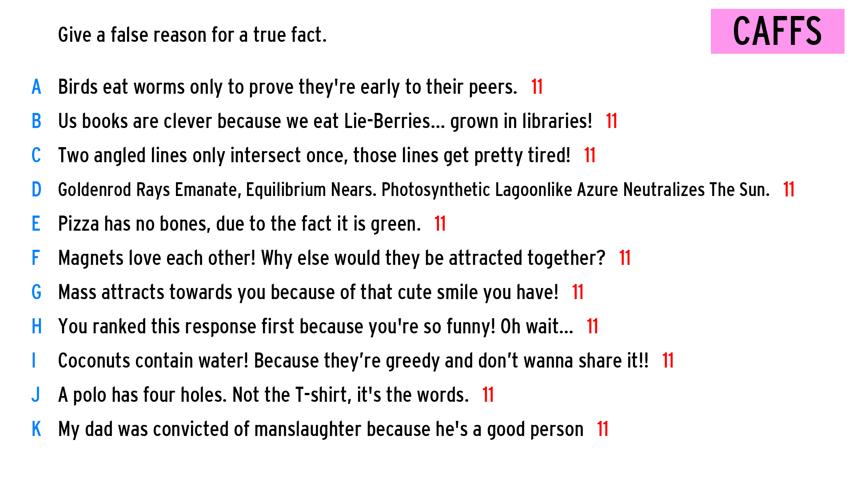 Give a false reason for a true fact.
CAFFS
A Birds eat worms only to prove they're early to their peers. 11
B Us books are clever because we eat Lie-Berries... grown in libraries! 11
C Two angled lines only intersect once, those lines get pretty tired! 11
D Goldenrod Rays Emanate, Equilibrium Nears. Photosynthetic Lagoonlike Azure Neutralizes The Sun. 11
E Pizza has no bones, due to the fact it is green. 11
F Magnets love each other! Why else would they be attracted together? 11
G Mass attracts towards you because of that cute smile you have! 11
H You ranked this response first because you're so funny! Oh wait... 11
I Coconuts contain water! Because they’re greedy and don’t wanna share it!! 11
J A polo has four holes. Not the T-shirt, it's the words. 11
K My dad was convicted of manslaughter because he's a good person 11